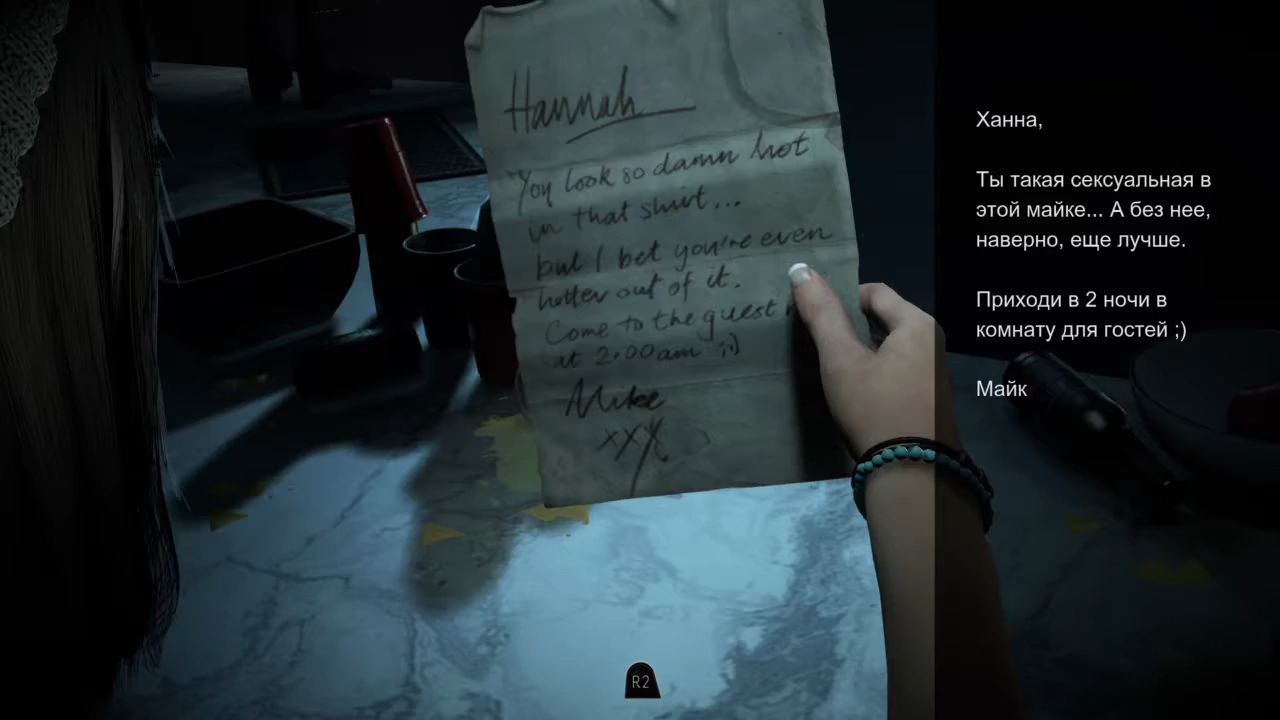 Hannah
You look so damn hot
in that shirt...
but I bet you're even
hotter out of it.
Come to the guest
at 2.00am ;)
Mike
xxx
Ханна,
Ты такая сексуальная в
этой майке... А без нее,
наверно, еще лучше.
Приходи в 2 ночи в
комнату для гостей ;)
Майк
R2